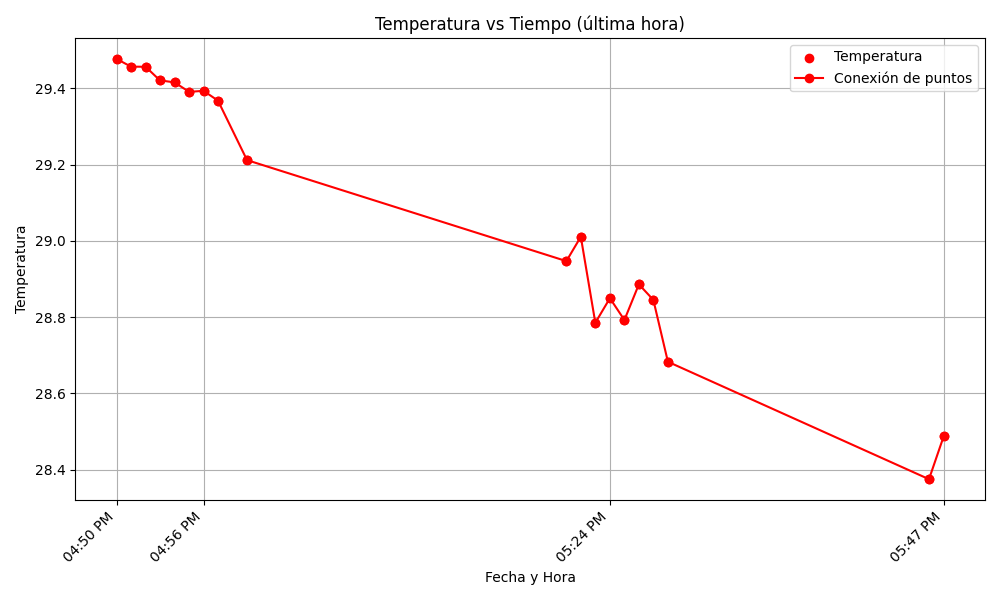 Temperatura vs Tiempo (última hora)
Temperatura
Conexión de puntos
29.4
29.2
29.0
28.8
28.6
28.4
Temperatura
04:50 PM
04:56 PM
05:24 PM
05:47 PM
Fecha y Hora